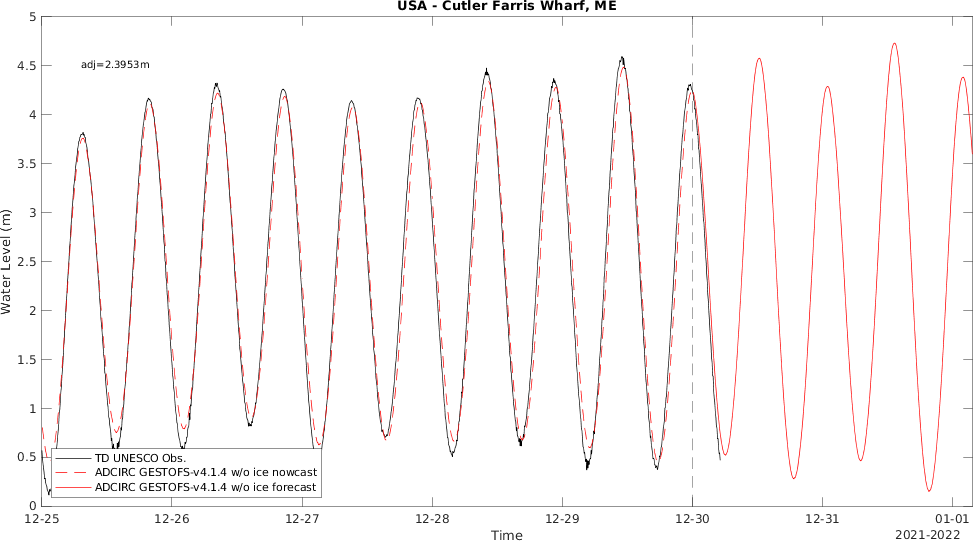 USA - Cutler Farris Wharf, ME
adj=2.3953m
5
4.5
4
3.5
3
2.5
2
1.5
1
0.5
0
Water Level (m)
TD UNESCO Obs.
ADCIRC GESTOFS-v4.1.4 w/o ice nowcast
ADCIRC GESTOFS-v4.1.4 w/o ice forecast
12-25 12-26 12-27 12-28 12-29 12-30 12-31 01-01
Time
2021-2022